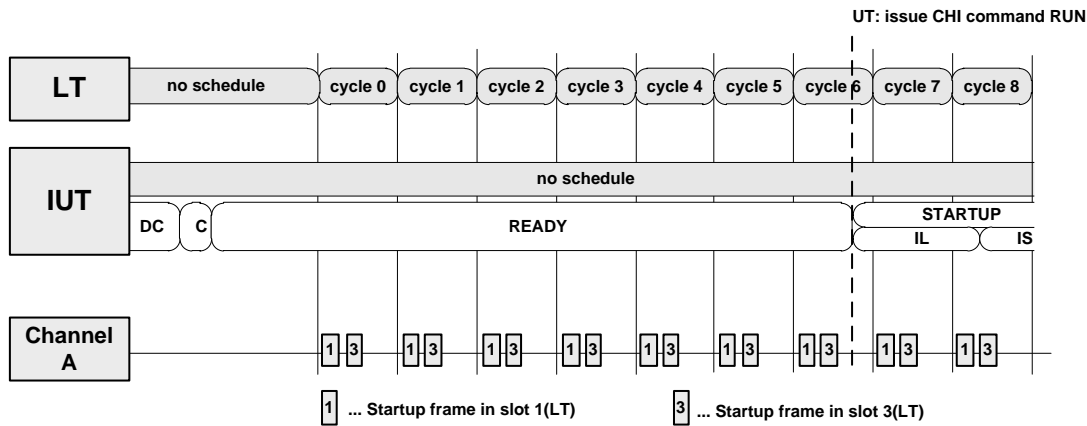 UT: issue CHI command RUN
LT
no schedule
cycle 0
cycle 1
cycle 2
cycle 3
cycle 4
cycle 5
cycle 6
cycle 7
cycle 8
IUT
no schedule
DC
C
READY
STARTUP
IL
IS
Channel
A
1 3 1 3 1 3 1 3 1 3 1 3 1 3 1 3 1 3
1 ... Startup frame in slot 1(LT)
3 ... Startup frame in slot 3(LT)